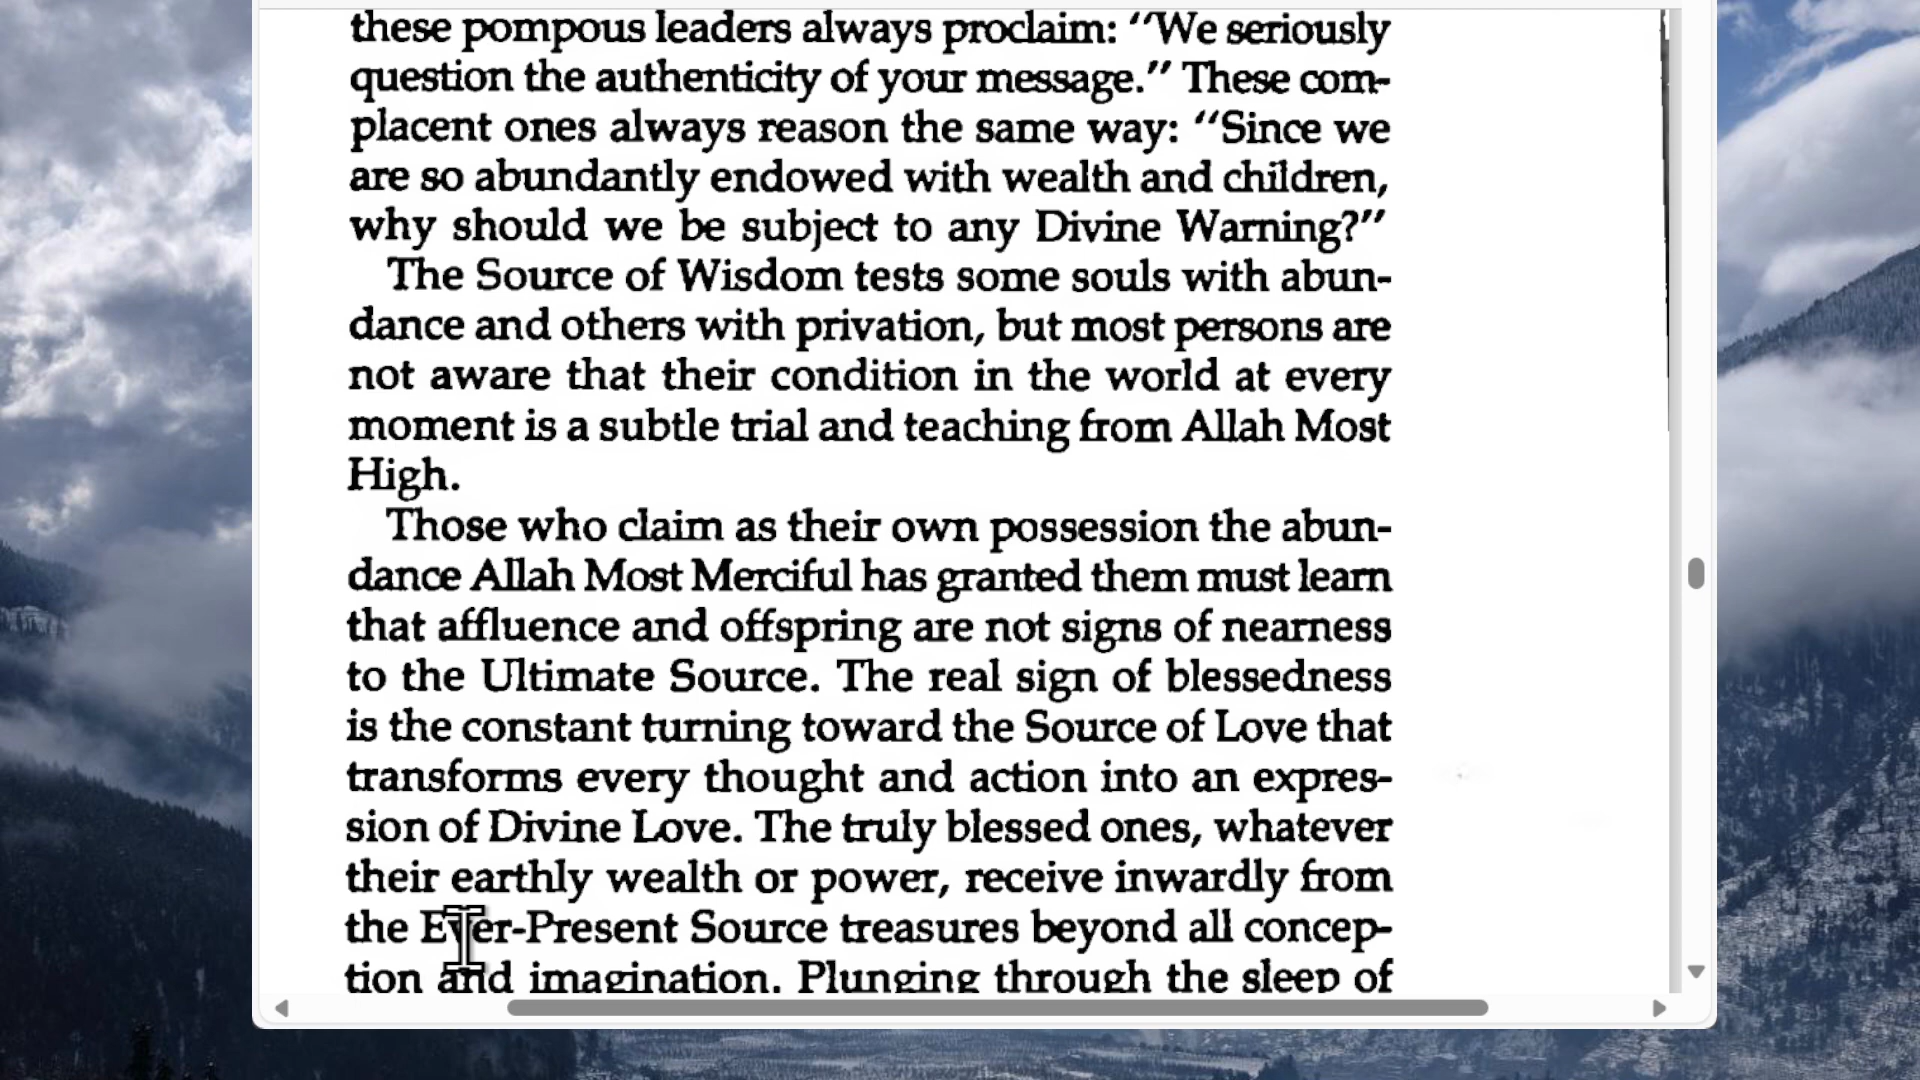 these pompous leaders always proclaim: ‘‘We seriously
question the authenticity of your message.’’ These com-
placent ones always reason the same way: ‘‘Since we
are so abundantly endowed with wealth and children,
why should we be subject to any Divine Warning?’’
The Source of Wisdom tests some souls with abun-
dance and others with privation, but most persons are
not aware that their condition in the world at every
moment is a subtle trial and teaching from Allah Most
High.
Those who claim as their own possession the abun-
dance Allah Most Merciful has granted them must learn
that affluence and offspring are not signs of nearness
to the Ultimate Source. The real sign of blessedness
is the constant turning toward the Source of Love that
transforms every thought and action into an expres-
sion of Divine Love. The truly blessed ones, whatever
their earthly wealth or power, receive inwardly from
the Ever-Present Source treasures beyond all concep-
tion and imagination. Plunging through the sleep of